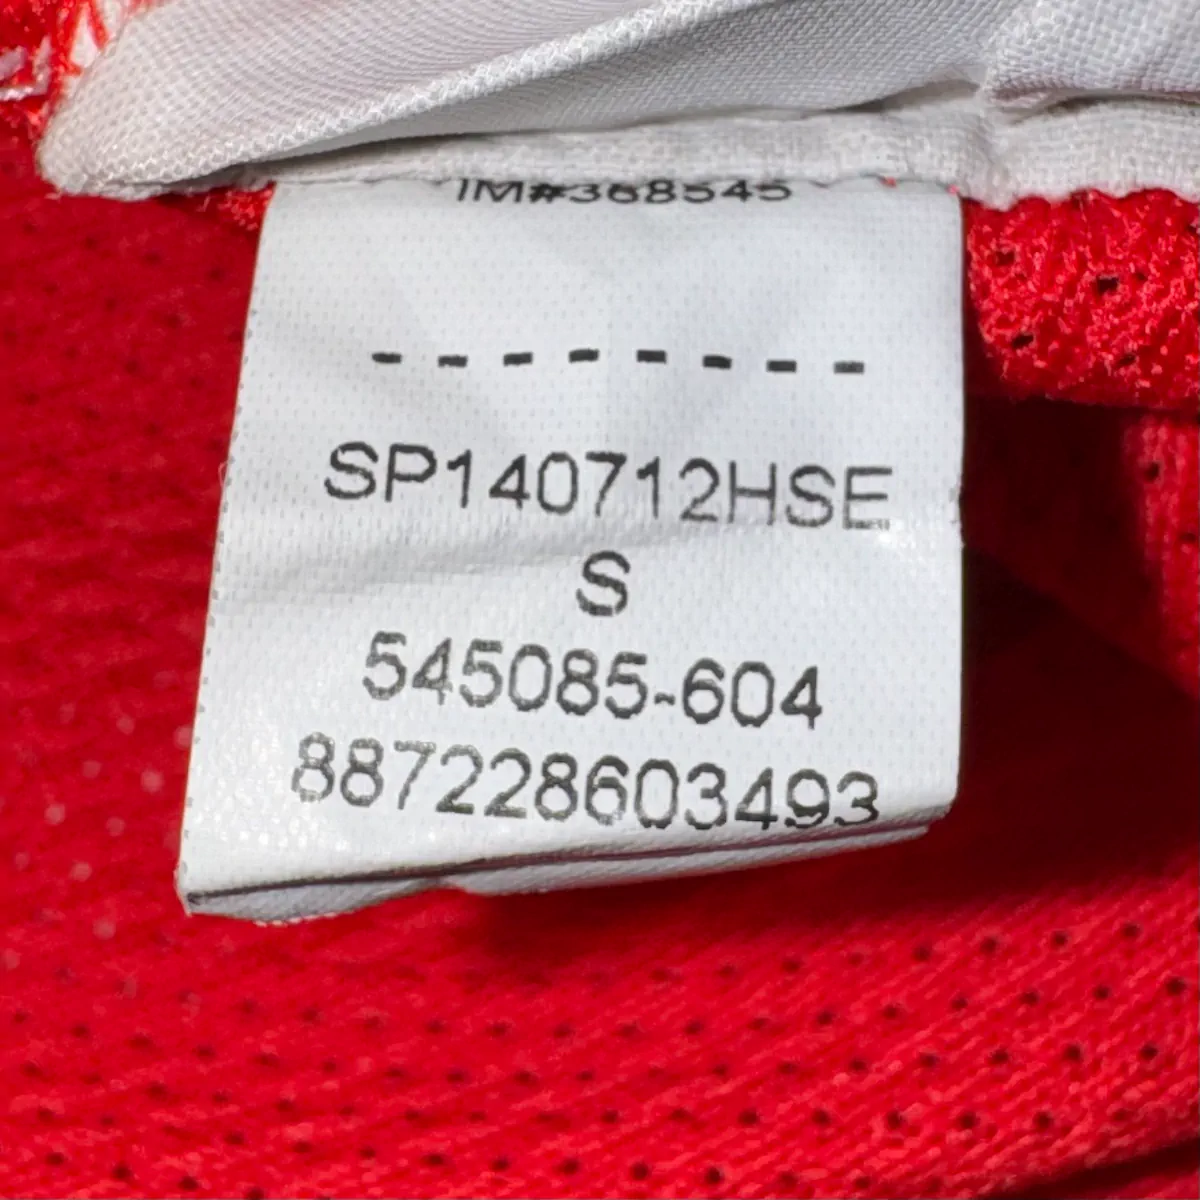 IM#368545
- - - - - - - -
SP140712HSE
S
545085-604
887228603493